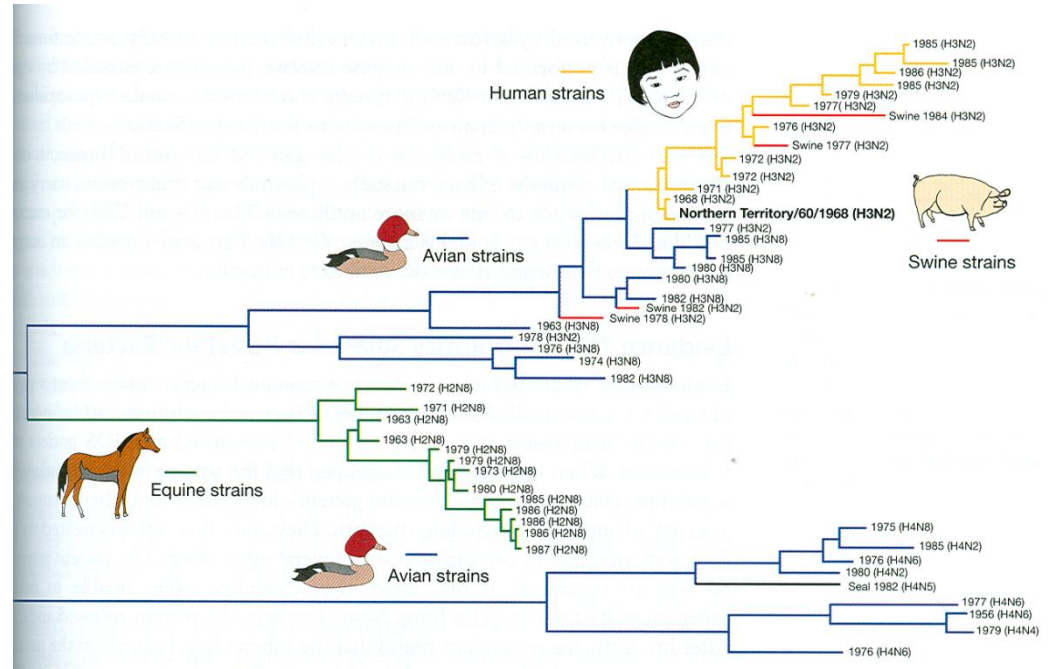 1985 (H3N2)
1985 (H3N2)
1986 (H3N2)
1985 (H3N2)
1979 (H3N2)
1977( H3N2)
Swine 1984 (H3N2)
1976 (H3N2)
Swine 1977 (H3N2)
1972 (H3N2)
1972 (H3N2)
1971 (H3N2)
1968 (H3N2)
Northern Territory/60/1968 (H3N2)
Human strains
Swine strains
1977 (H3N2)
1985 (H3N8)
1985 (H3N8)
1980 (H3N8)
1980 (H3N8)
1982 (H3N8)
Swine 1982 (H3N2)
Swine 1978 (H3N2)
Avian strains
1963 (H3N8)
1978 (H3N2)
1976 (H3N8)
1974 (H3N8)
1982 (H3N8)
1972 (H2N8)
1971 (H2N8)
1963 (H2N8)
1963 (H2N8)
1979 (H2N8)
1979 (H2N8)
1973 (H2N8)
1980 (H2N8)
1985 (H2N8)
1986 (H2N8)
1986 (H2N8)
1986 (H2N8)
1987 (H2N8)
Equine strains
Avian strains
1975 (H4N8)
1985 (H4N2)
1976 (H4N6)
1980 (H4N2)
Seal 1982 (H4N5)
1977 (H4N6)
1956 (H4N6)
1979 (H4N4)
1976 (H4N6)